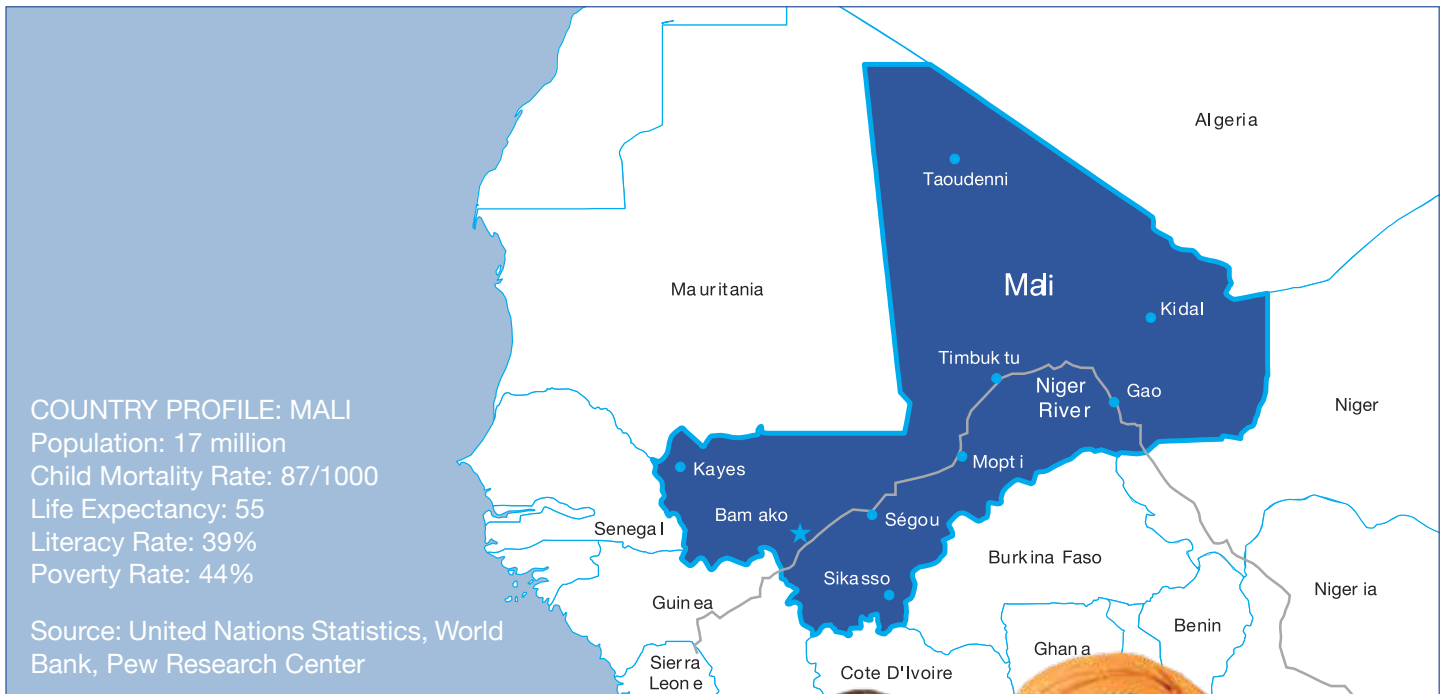 Algeria
Taoudenni
Mauritania
Mali
Kidal
Timbuktu
Niger
River
Gao
Niger
COUNTRY PROFILE: MALI
Population: 17 million
Child Mortality Rate: 87/1000
Life Expectancy: 55
Literacy Rate: 39%
Poverty Rate: 44%
Source: United Nations Statistics, World
Bank, Pew Research Center
Kayes
Mopti
Bamako
Ségou
Senegal
Burkina Faso
Sikasso
Guinea
Nigeria
Benin
Ghana
Sierra
Leone
Cote D'Ivoire